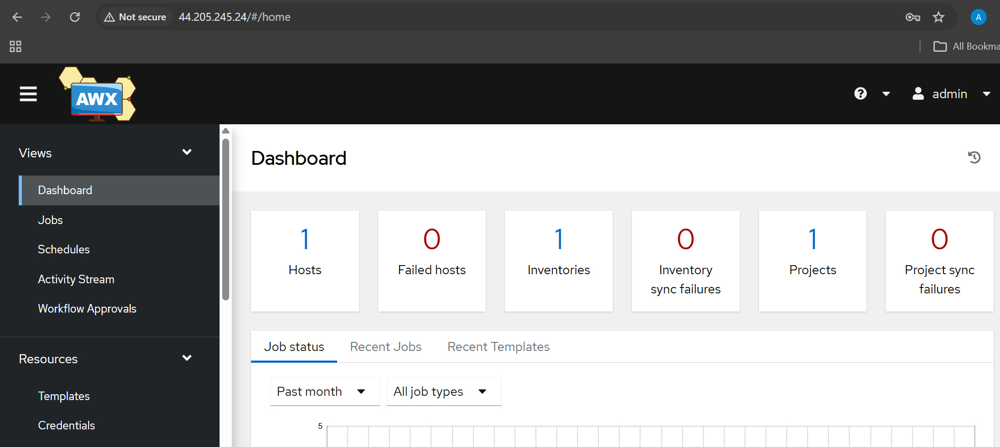 Not secure 44.205.245.24/#/home A
All Bookma
AWX
admin
Views
Dashboard
Jobs
Schedules
Activity Stream
Workflow Approvals
Resources
Templates
Credentials
Dashboard
1
Hosts
0
Failed hosts
1
Inventories
0
Inventory
sync failures
1
Projects
0
Project sync
failures
Job status Recent Jobs Recent Templates
Past month All job types
5